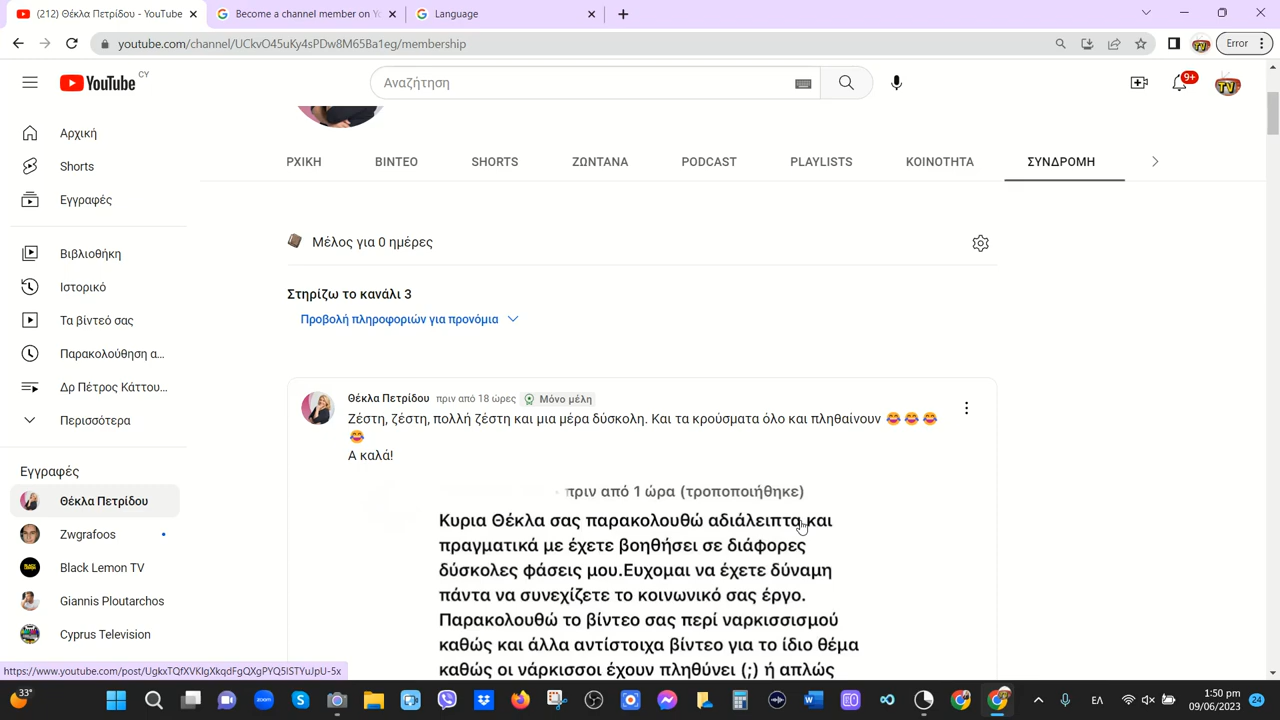 (212) Θέκλα Πετρίδου - YouTube
Become a channel member on Yo
Language
youtube.com/channel/UCkvO45uKy4sPDw8M65Ba1eg/membership
Error
YouTube CY
Αναζήτηση
9+
Αρχική
Shorts
Εγγραφές
Βιβλιοθήκη
Ιστορικό
Τα βίντεό σας
Παρακολούθηση α...
Δρ Πέτρος Κάττου...
Περισσότερα
Εγγραφές
Θέκλα Πετρίδου
Zwgrafoos
Black Lemon TV
Giannis Ploutarchos
Cyprus Television
ΡΧΙΚΗ ΒΙΝΤΕΟ SHORTS ΖΩΝΤΑΝΑ PODCAST PLAYLISTS ΚΟΙΝΟΤΗΤΑ ΣΥΝΔΡΟΜΗ
Μέλος για 0 ημέρες
Στηρίζω το κανάλι 3
Προβολή πληροφοριών για προνόμια
Θέκλα Πετρίδου πριν από 18 ώρες Μόνο μέλη
Ζέστη, ζέστη, πολλή ζέστη και μια μέρα δύσκολη. Και τα κρούσματα όλο και πληθαίνουν 😂😂😂
😂
Α καλά!
• πριν από 1 ώρα (τροποποιήθηκε)
Κυρια Θέκλα σας παρακολουθώ αδιάλειπτα και
πραγματικά με έχετε βοηθήσει σε διάφορες
δύσκολες φάσεις μου.Ευχομαι να έχετε δύναμη
πάντα να συνεχίζετε το κοινωνικό σας έργο.
Παρακολουθώ το βίντεο σας περί ναρκισσισμού
καθώς και άλλα αντίστοιχα βίντεο για το ίδιο θέμα
καθώς οι νάρκισσοι έχουν πληθύνει (;) ή απλώς
https://www.youtube.com/post/UgkxTQfXVKIgXkqdFgQXgPYQ5lSTYuJpU-5x
33°
zoom
ΕΛ
1:50 pm
09/06/2023
24